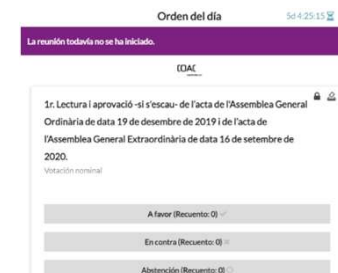 Orden del día
5d 4:25:15
La reunión todavía no se ha iniciado.
COAC
1r. Lectura i aprovació -si s'escau- de l'acta de l'Assemblea General
Ordinària de data 19 de desembre de 2019 i de l'acta de
l'Assemblea General Extraordinària de data 16 de setembre de
2020.
Votación nominal
A favor (Recuento: 0)
En contra (Recuento: 0)
Abstención (Recuento: 0)